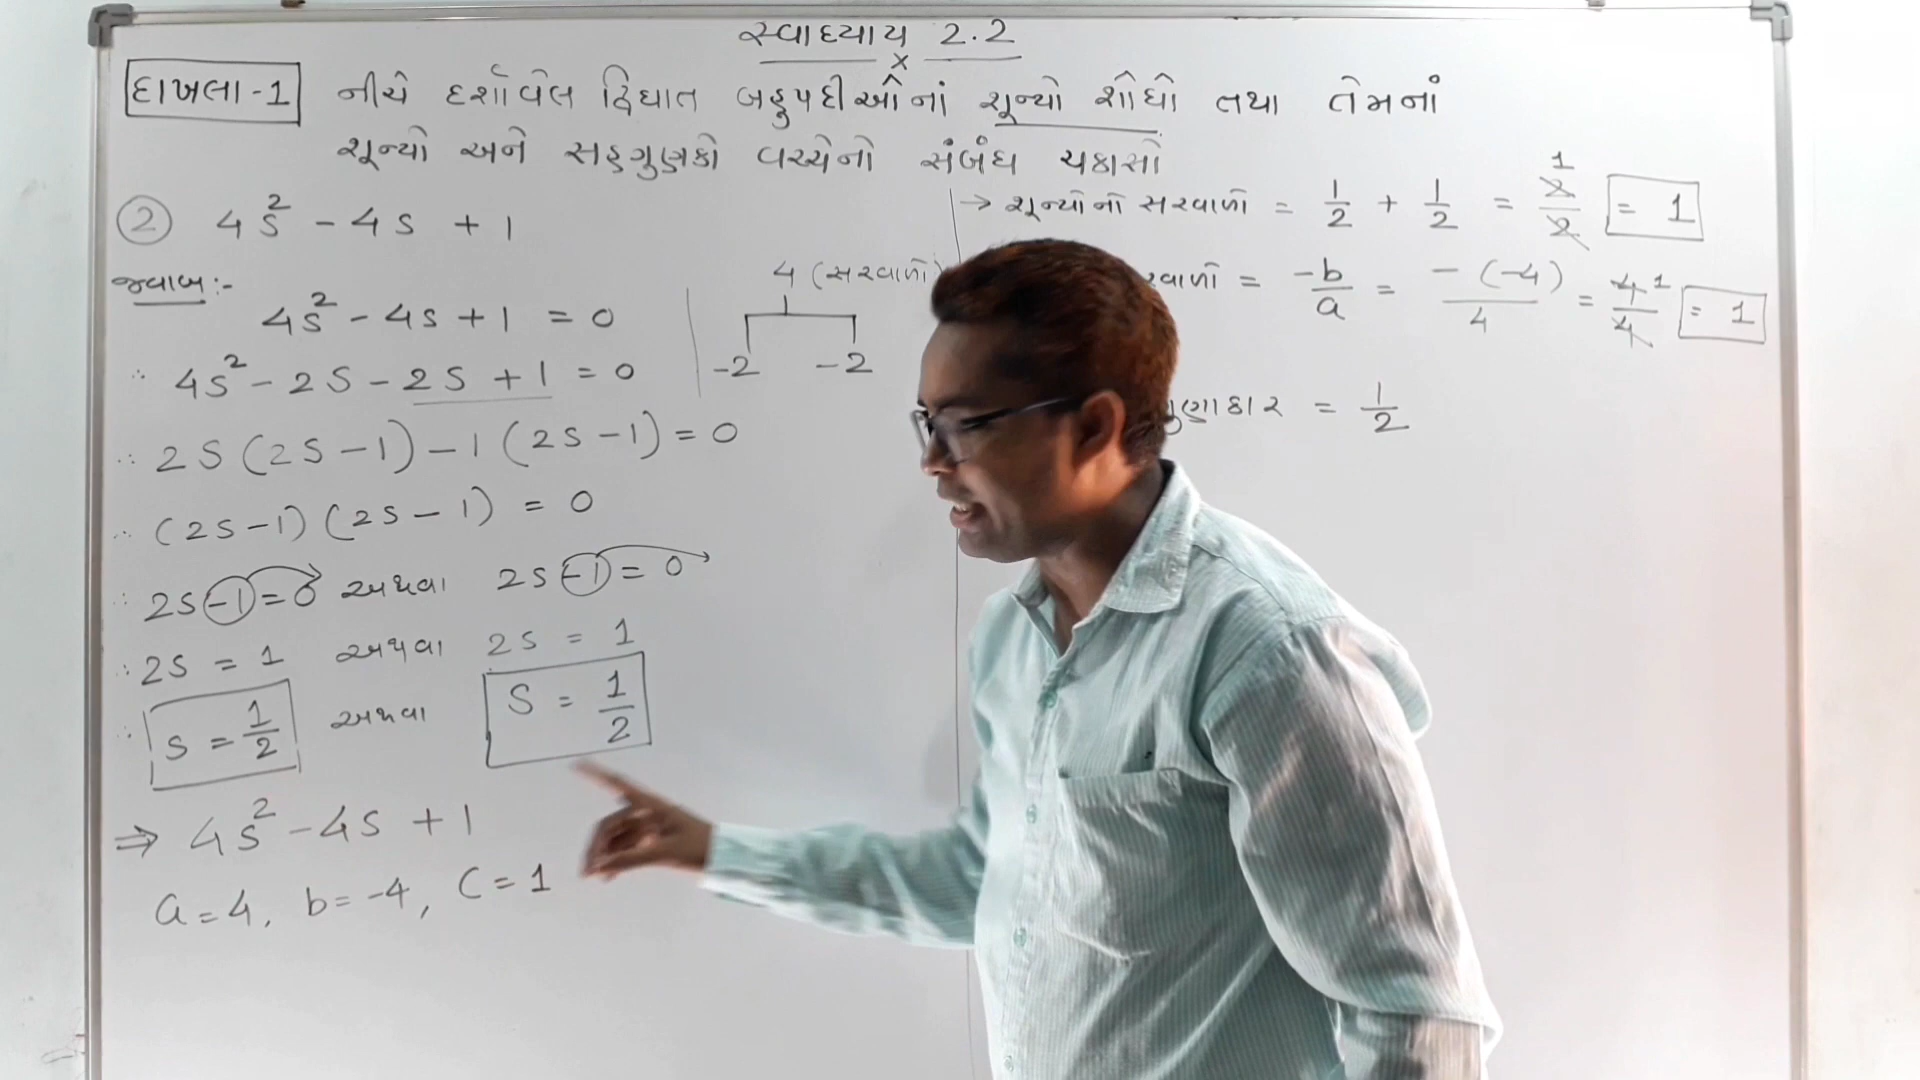 સ્વાધ્યાય 2.2
x
દાખલા-1 નીચે દર્શાવેલ દ્વિઘાત બહુપદીઓનાં શૂન્યો શોધો તથા તેમનાં
શૂન્યો અને સહગુણકો વચ્ચેનો સંબંધ ચકાસો
② 4s² - 4s + 1
જવાબ :-
4s² - 4s + 1 = 0
∴ 4s² - 2s - 2s + 1 = 0
∴ 2s(2s-1) - 1(2s-1) = 0
∴ (2s-1)(2s-1) = 0
∴ 2s-1=0 અથવા 2s-1=0
∴ 2s = 1 અથવા 2s = 1
∴ s = 1/2 અથવા s = 1/2
⇒ 4s² - 4s + 1
a = 4, b = -4, c = 1
4 (સરવાળો)
-2 -2
→ શૂન્યોનો સરવાળો = 1/2 + 1/2 = 2/2 1 = 1
= -b/a = -(-4)/4 = 4/4 1 = 1
= 1/2